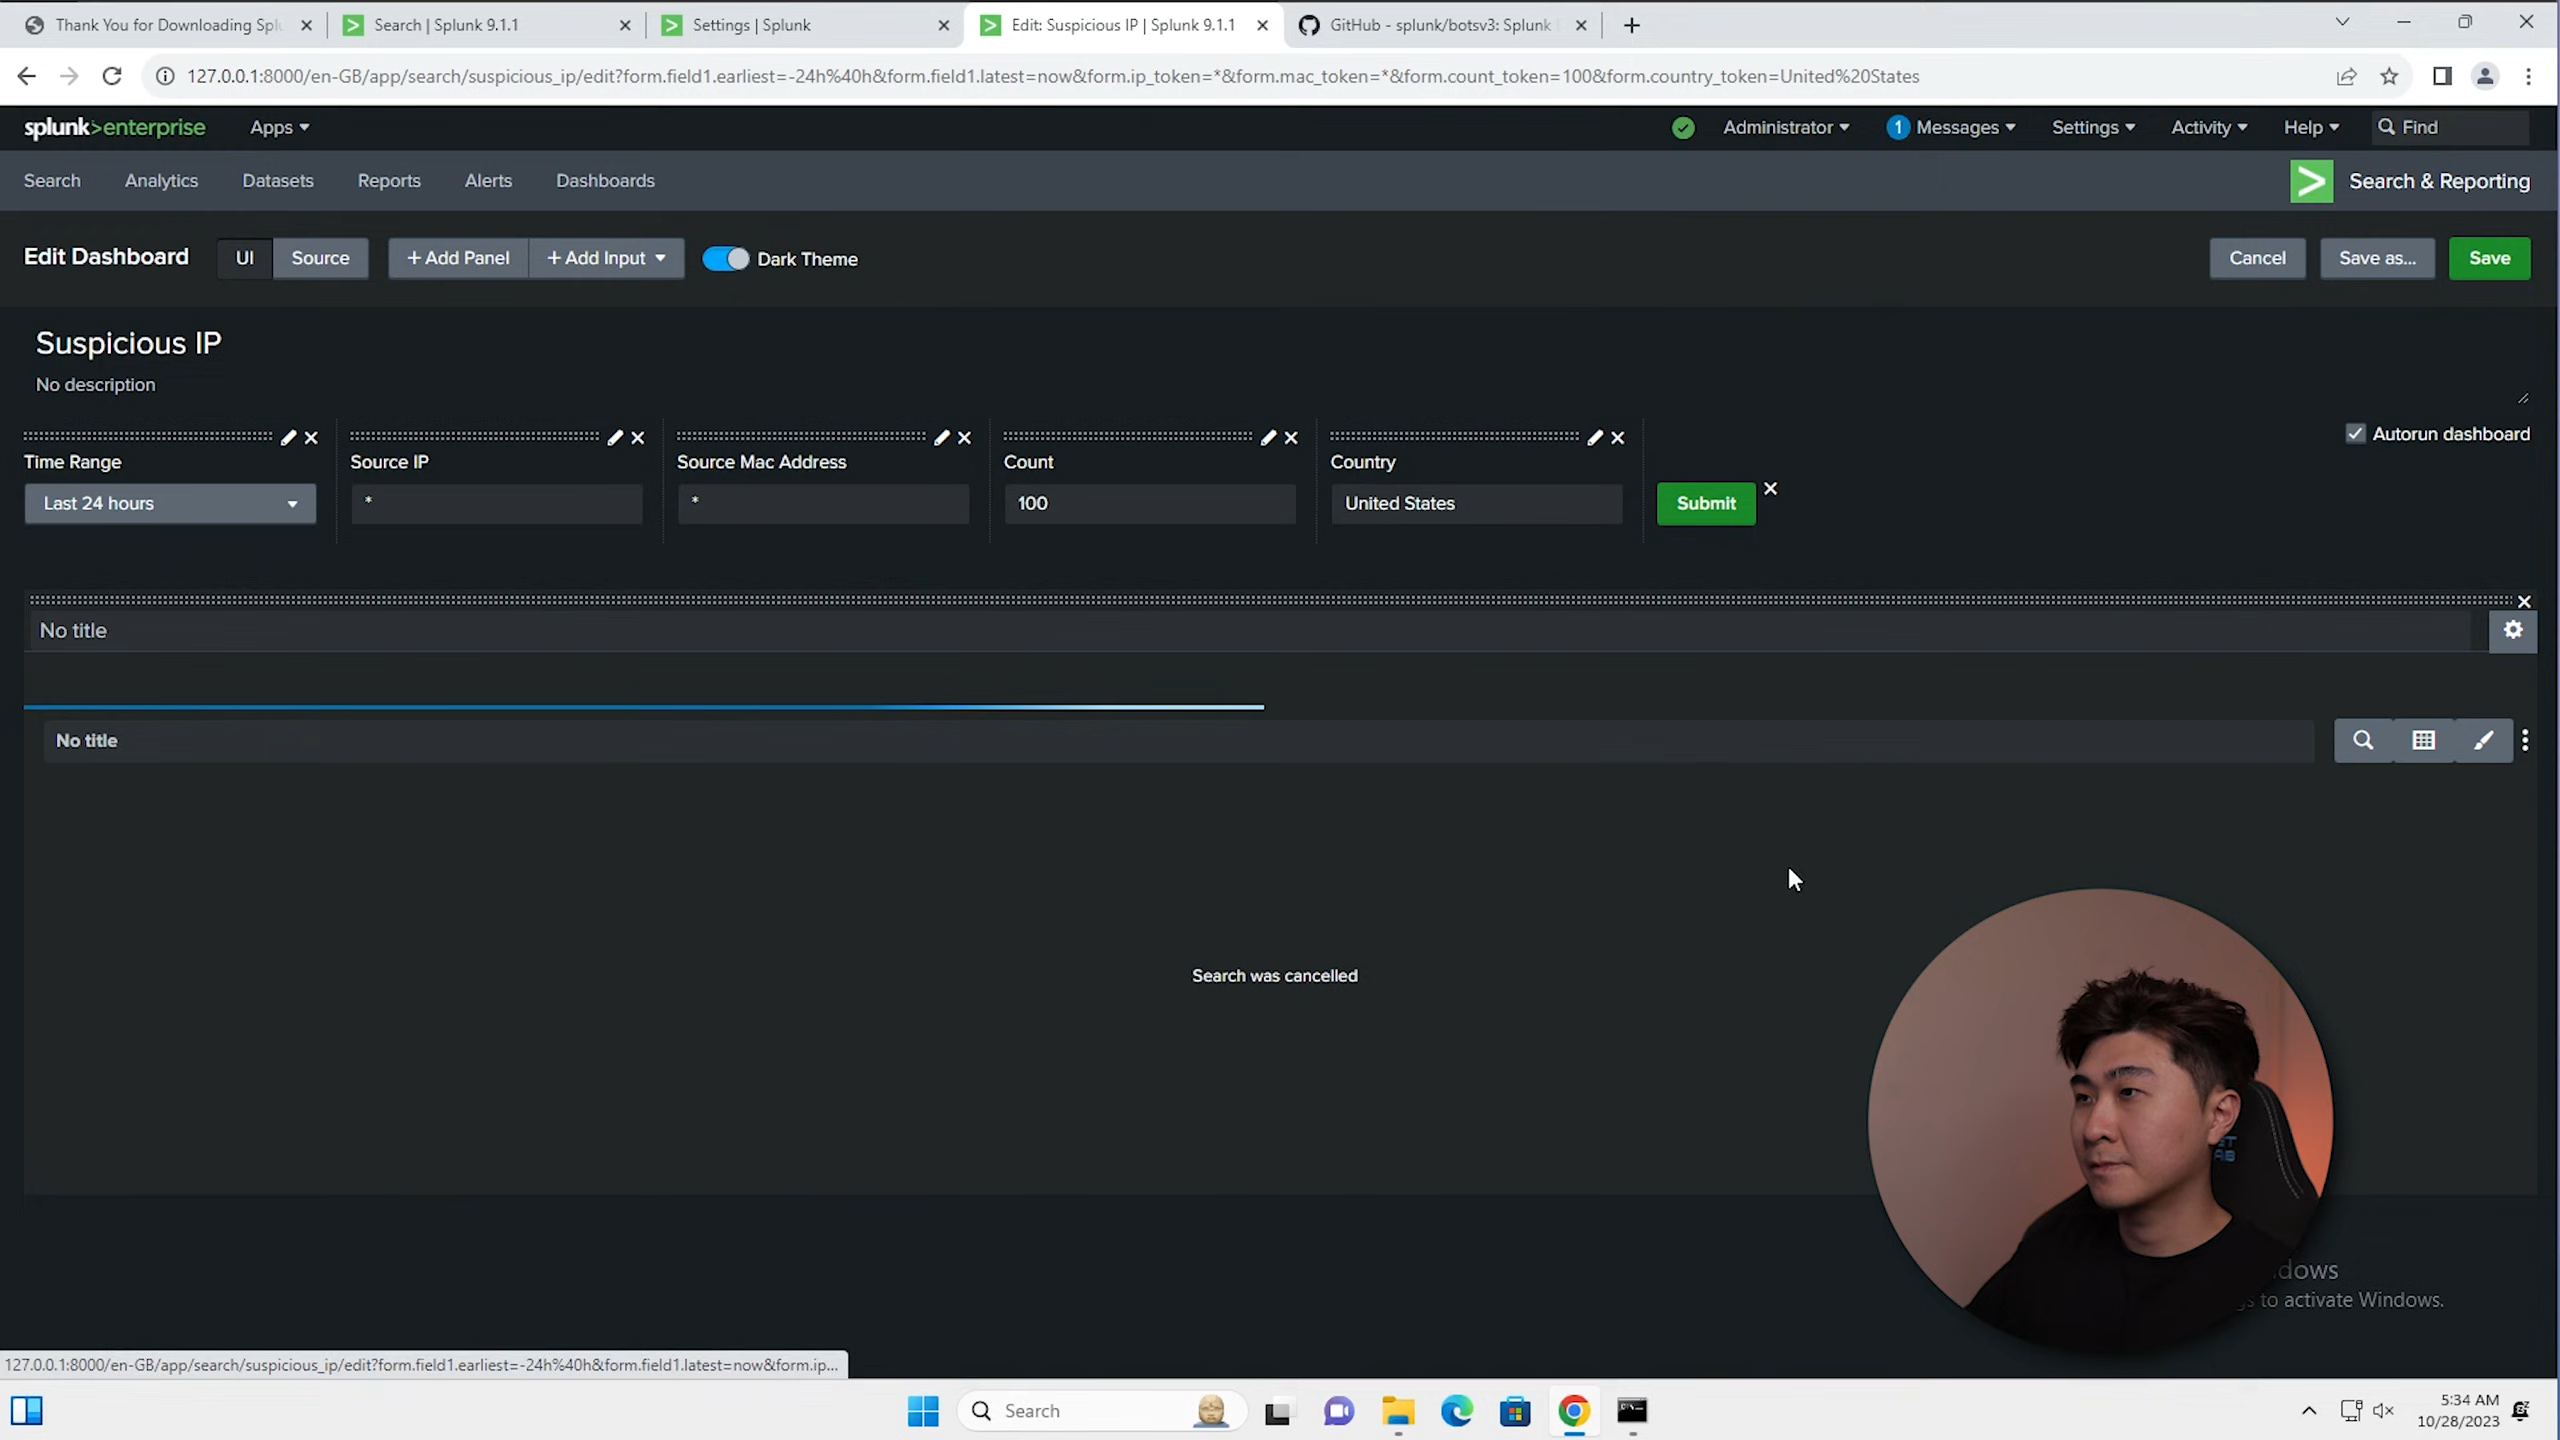 Thank You for Downloading Spl
Search | Splunk 9.1.1
Settings | Splunk
Edit: Suspicious IP | Splunk 9.1.1
GitHub - splunk/botsv3: Splunk
127.0.0.1:8000/en-GB/app/search/suspicious_ip/edit?form.field1.earliest=-24h%40h&form.field1.latest=now&form.ip_token=*&form.mac_token=*&form.count_token=100&form.country_token=United%20States
splunk>enterprise Apps
Administrator 1 Messages Settings Activity Help Find
Search Analytics Datasets Reports Alerts Dashboards
Search & Reporting
Edit Dashboard UI Source + Add Panel + Add Input Dark Theme
Cancel Save as... Save
Suspicious IP
No description
Autorun dashboard
Time Range Source IP Source Mac Address Count Country
Last 24 hours * * 100 United States Submit
No title
No title
Search was cancelled
dows
to activate Windows.
127.0.0.1:8000/en-GB/app/search/suspicious_ip/edit?form.field1.earliest=-24h%40h&form.field1.latest=now&form.ip...
Search
5:34 AM
10/28/2023